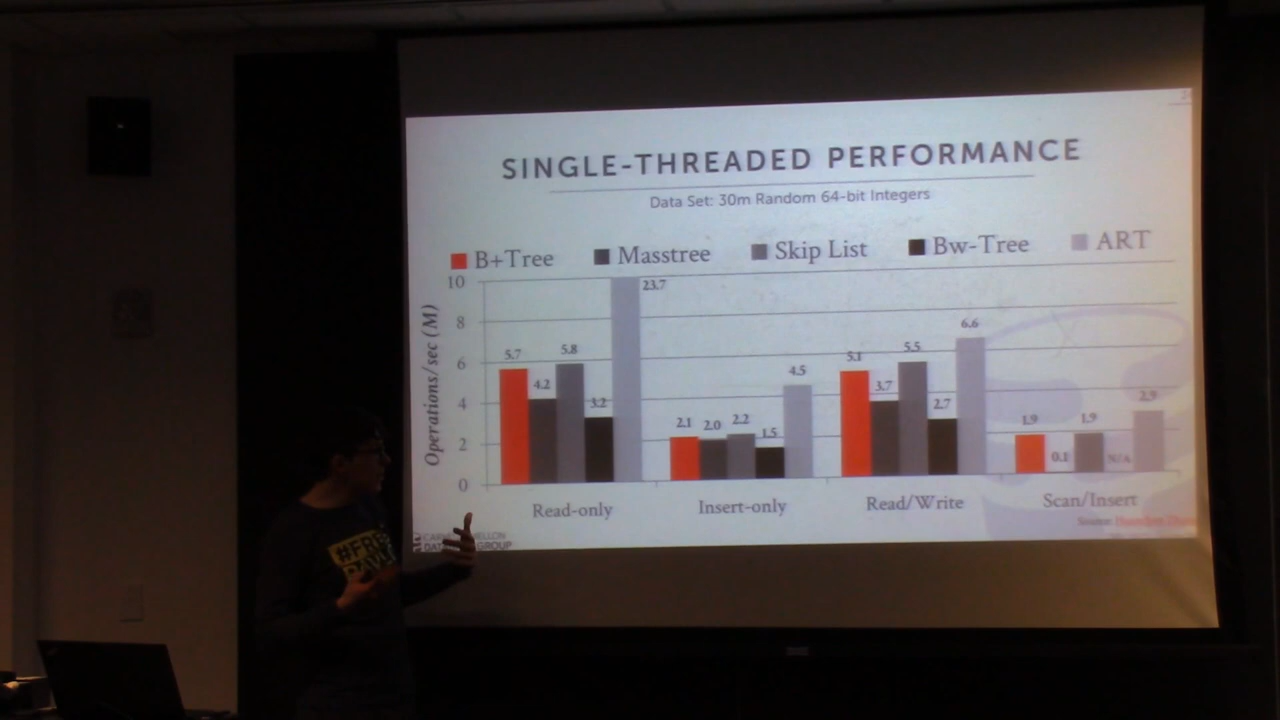 SINGLE-THREADED PERFORMANCE
Data Set: 30m Random 64-bit Integers
B+Tree Masstree Skip List Bw-Tree ART
Operations/sec (M)
10
8
6
4
2
0
5.7 4.2 5.8 3.2 23.7
2.1 2.0 2.2 1.5 4.5
5.1 3.7 5.5 2.7 6.6
1.9 0.1 1.9 N/A 2.9
Read-only Insert-only Read/Write Scan/Insert
Source:
GROUP
#FRE